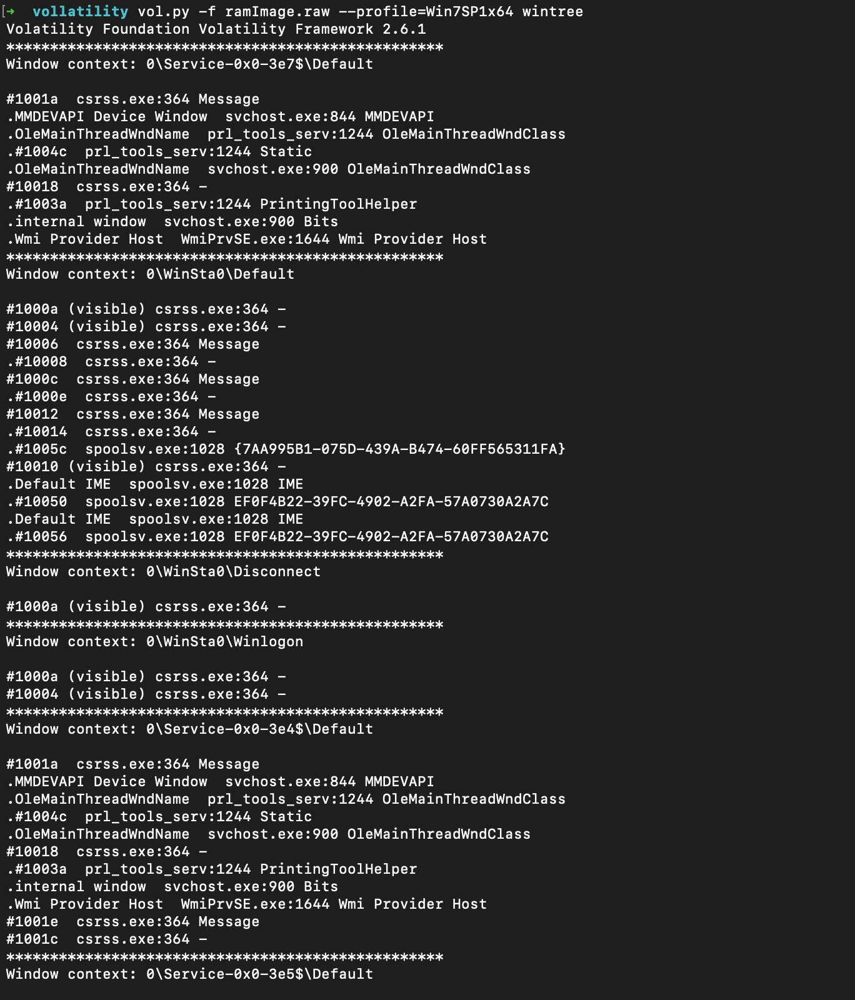 [➜  vollatility vol.py -f ramImage.raw --profile=Win7SP1x64 wintree
Volatility Foundation Volatility Framework 2.6.1
**************************************************
Window context: 0\Service-0x0-3e7$\Default

#1001a  csrss.exe:364 Message
.MMDEVAPI Device Window  svchost.exe:844 MMDEVAPI
.OleMainThreadWndName  prl_tools_serv:1244 OleMainThreadWndClass
.#1004c  prl_tools_serv:1244 Static
.OleMainThreadWndName  svchost.exe:900 OleMainThreadWndClass
#10018  csrss.exe:364 -
.#1003a  prl_tools_serv:1244 PrintingToolHelper
.internal window  svchost.exe:900 Bits
.Wmi Provider Host  WmiPrvSE.exe:1644 Wmi Provider Host
**************************************************
Window context: 0\WinSta0\Default

#1000a (visible) csrss.exe:364 -
#10004 (visible) csrss.exe:364 -
#10006  csrss.exe:364 Message
.#10008  csrss.exe:364 -
#1000c  csrss.exe:364 Message
.#1000e  csrss.exe:364 -
#10012  csrss.exe:364 Message
.#10014  csrss.exe:364 -
.#1005c  spoolsv.exe:1028 {7AA995B1-075D-439A-B474-60FF565311FA}
#10010 (visible) csrss.exe:364 -
.Default IME  spoolsv.exe:1028 IME
.#10050  spoolsv.exe:1028 EF0F4B22-39FC-4902-A2FA-57A0730A2A7C
.Default IME  spoolsv.exe:1028 IME
.#10056  spoolsv.exe:1028 EF0F4B22-39FC-4902-A2FA-57A0730A2A7C
**************************************************
Window context: 0\WinSta0\Disconnect

#1000a (visible) csrss.exe:364 -
**************************************************
Window context: 0\WinSta0\Winlogon

#1000a (visible) csrss.exe:364 -
#10004 (visible) csrss.exe:364 -
**************************************************
Window context: 0\Service-0x0-3e4$\Default

#1001a  csrss.exe:364 Message
.MMDEVAPI Device Window  svchost.exe:844 MMDEVAPI
.OleMainThreadWndName  prl_tools_serv:1244 OleMainThreadWndClass
.#1004c  prl_tools_serv:1244 Static
.OleMainThreadWndName  svchost.exe:900 OleMainThreadWndClass
#10018  csrss.exe:364 -
.#1003a  prl_tools_serv:1244 PrintingToolHelper
.internal window  svchost.exe:900 Bits
.Wmi Provider Host  WmiPrvSE.exe:1644 Wmi Provider Host
#1001e  csrss.exe:364 Message
#1001c  csrss.exe:364 -
**************************************************
Window context: 0\Service-0x0-3e5$\Default